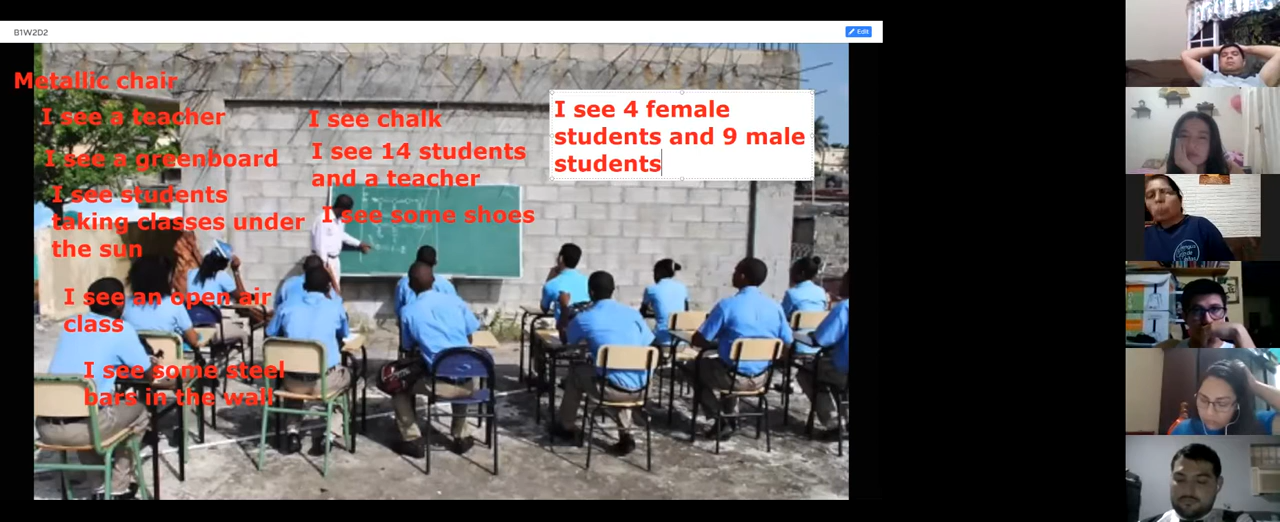 B1W2D2
Edit
Metallic chair
I see a teacher
I see a greenboard
I see students
taking classes under
the sun
I see an open air
class
I see some steel
bars in the wall
I see chalk
I see 14 students
and a teacher
I see some shoes
I see 4 female
students and 9 male
students